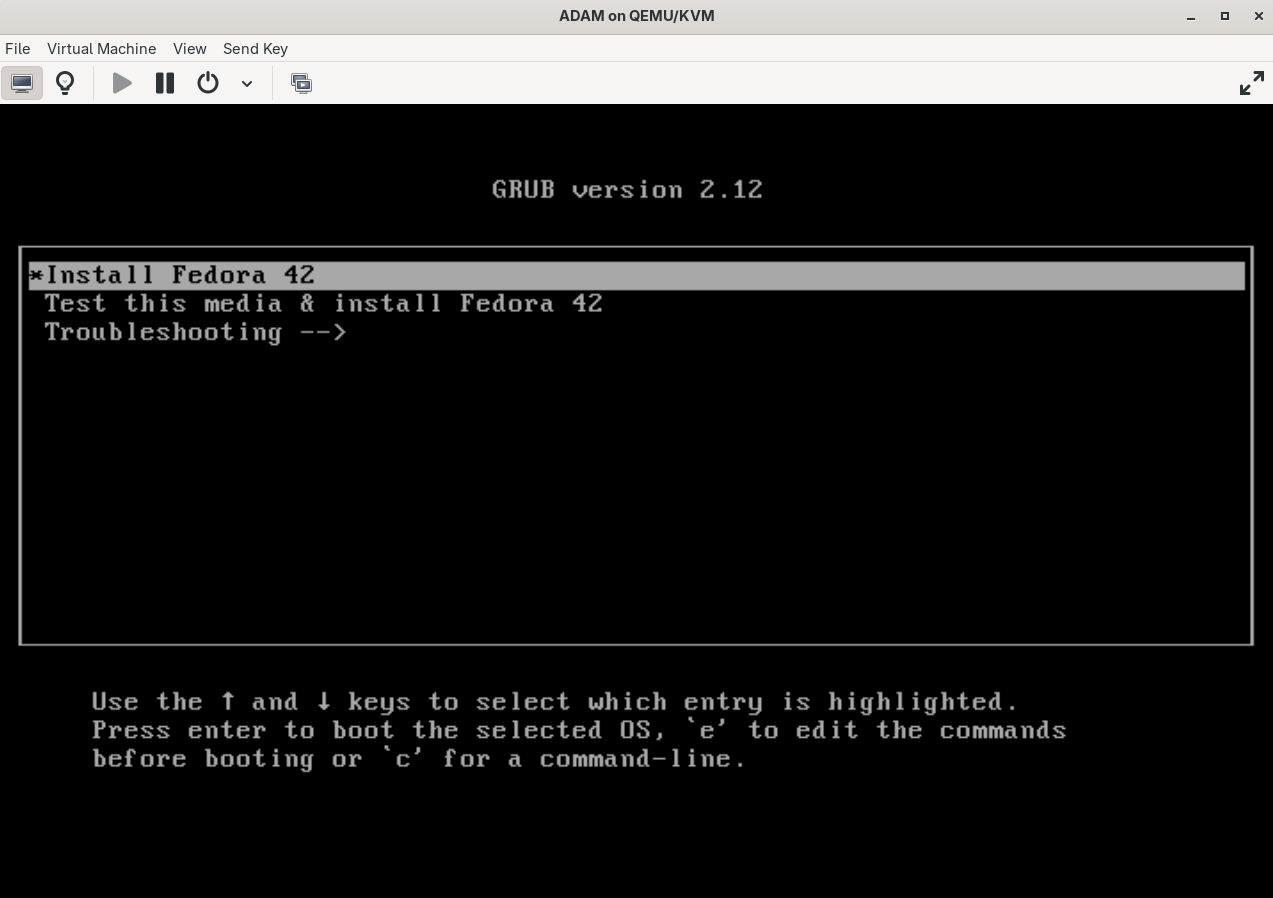 ADAM on QEMU/KVM
File Virtual Machine View Send Key
GRUB version 2.12
*Install Fedora 42
Test this media & install Fedora 42
Troubleshooting -->
Use the ↑ and ↓ keys to select which entry is highlighted.
Press enter to boot the selected OS, `e' to edit the commands
before booting or `c' for a command-line.